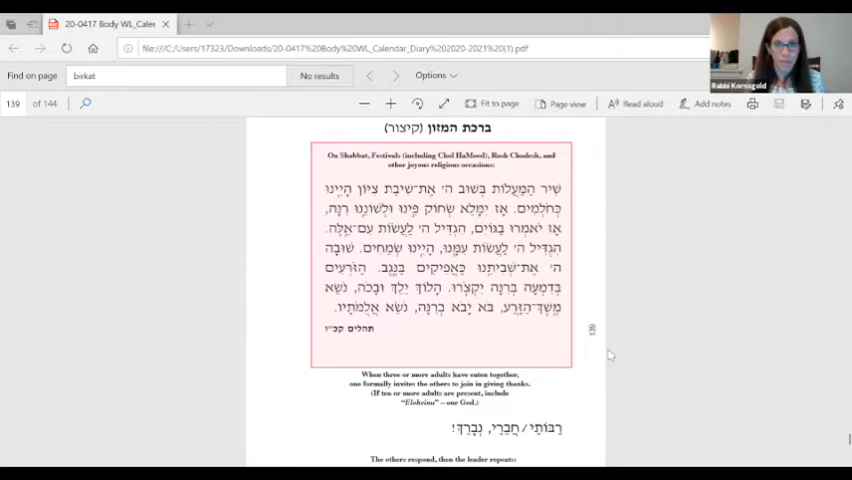 20-0417 Body WL_Caler
file:///C:/Users/17323/Downloads/20-0417%20Body%20WL_Calendar_Diary%202020-2021%20(1).pdf
Find on page
birkat
No results
Options
139 of 144
Fit to page
Page view
Read aloud
Add notes
Rabbi Kornsgold
ברכת המזון (קיצור)
On Shabbat, Festivals (including Chol HaMoed), Rosh Chodesh, and
other joyous religious occasions:
שִׁיר הַמַּעֲלוֹת בְּשׁוּב ה' אֶת־שִׁיבַת צִיּוֹן הָיִינוּ
כְּחֹלְמִים. אָז יִמָּלֵא שְׂחוֹק פִּינוּ וּלְשׁוֹנֵנוּ רִנָּה,
אָז יֹאמְרוּ בַגּוֹיִם, הִגְדִּיל ה' לַעֲשׂוֹת עִם־אֵלֶּה.
הִגְדִּיל ה' לַעֲשׂוֹת עִמָּנוּ, הָיִינוּ שְׂמֵחִים. שׁוּבָה
ה' אֶת־שְׁבִיתֵנוּ כַּאֲפִיקִים בַּנֶּגֶב. הַזֹּרְעִים
בְּדִמְעָה בְּרִנָּה יִקְצֹרוּ. הָלוֹךְ יֵלֵךְ וּבָכֹה, נֹשֵׂא
מֶשֶׁךְ־הַזָּרַע, בֹּא יָבֹא בְרִנָּה, נֹשֵׂא אֲלֻמֹּתָיו.
תהלים קכ"ו
139
When three or more adults have eaten together,
one formally invites the others to join in giving thanks.
(If ten or more adults are present, include
“Eloheinu” – our God.)
רַבּוֹתַי/חֲבֵרַי, נְבָרֵךְ!
The others respond, then the leader repeats: